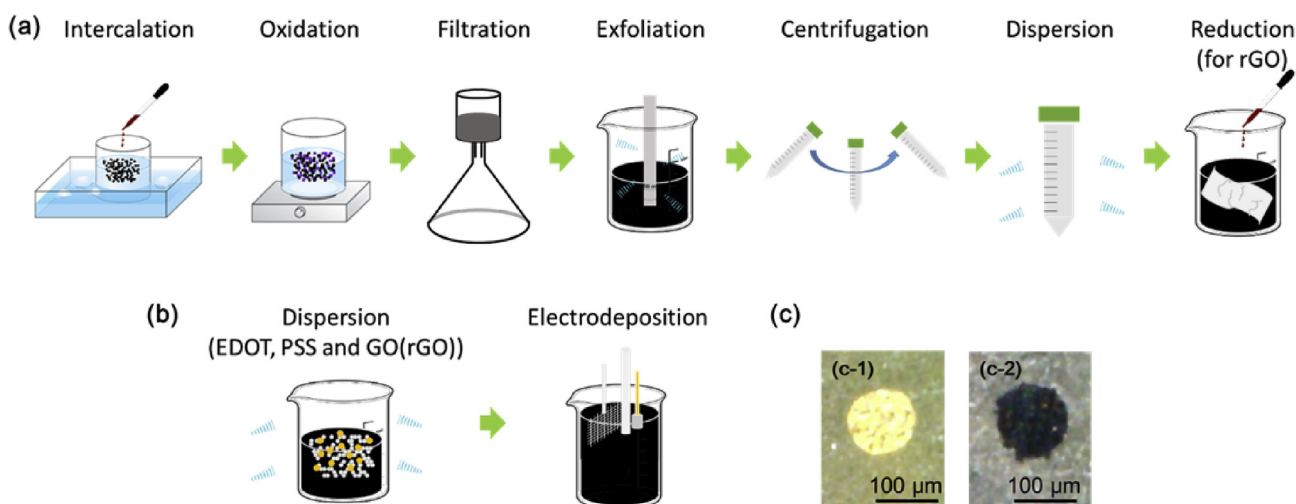 (a) Intercalation Oxidation Filtration Exfoliation Centrifugation Dispersion Reduction
(for rGO)
(b) Dispersion Electrodeposition (c)
(EDOT, PSS and GO(rGO))
(c-1) (c-2)
100 μm 100 μm